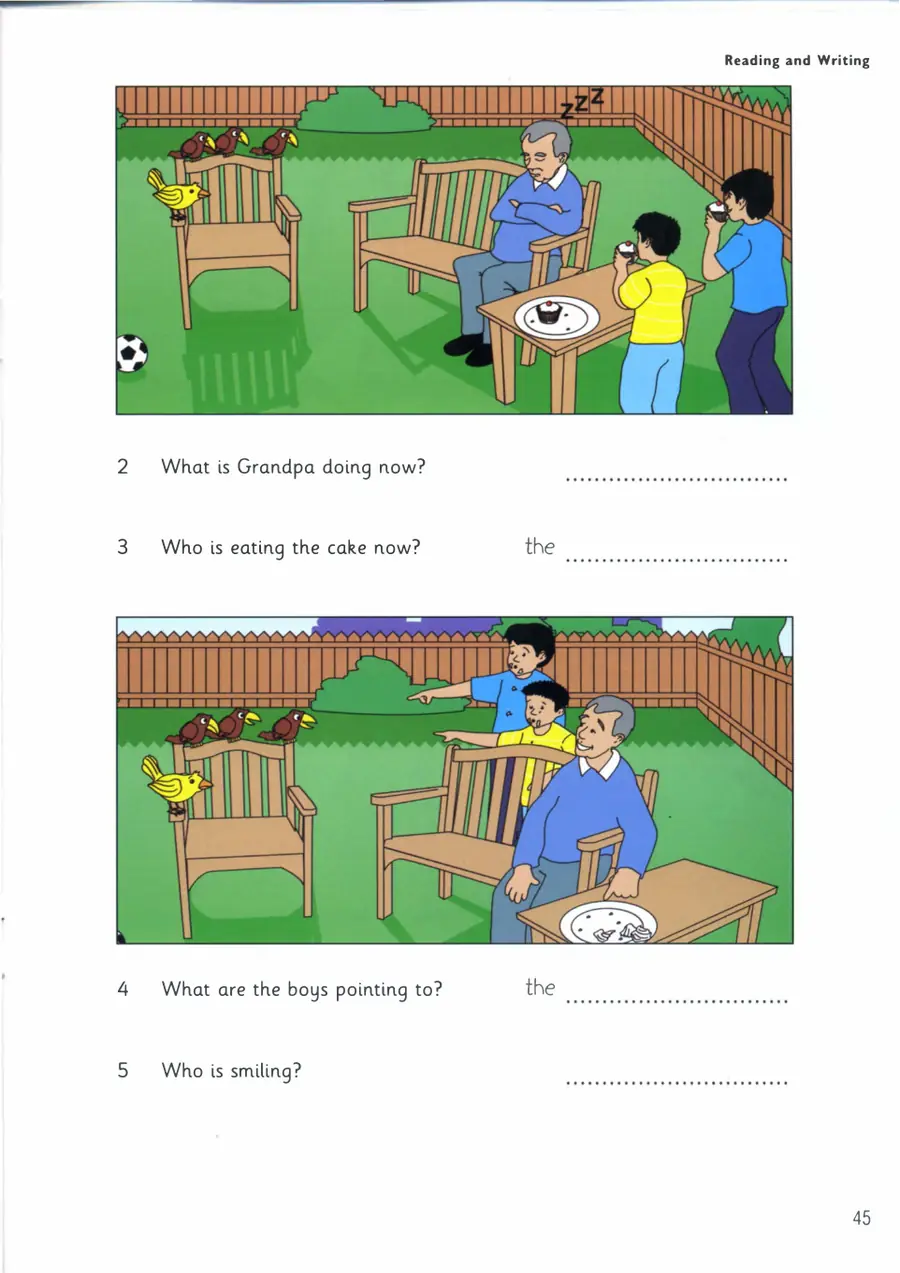 Reading and Writing
zzz
2 What is Grandpa doing now? ...............................
3 Who is eating the cake now? the ...............................
4 What are the boys pointing to? the ...............................
5 Who is smiling? ...............................
45